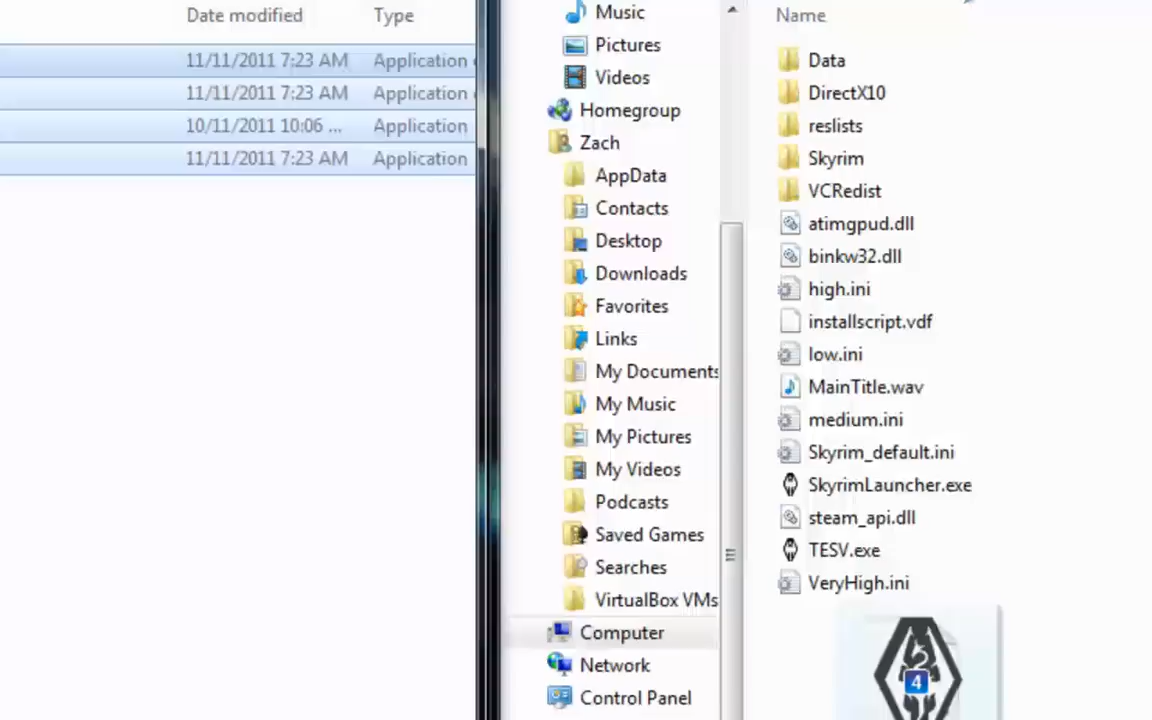 Date modified Type
11/11/2011 7:23 AM Application
11/11/2011 7:23 AM Application
10/11/2011 10:06 ... Application
11/11/2011 7:23 AM Application
Music
Pictures
Videos
Homegroup
Zach
AppData
Contacts
Desktop
Downloads
Favorites
Links
My Documents
My Music
My Pictures
My Videos
Podcasts
Saved Games
Searches
VirtualBox VMs
Computer
Network
Control Panel
Name
Data
DirectX10
reslists
Skyrim
VCRedist
atimgpud.dll
binkw32.dll
high.ini
installscript.vdf
low.ini
MainTitle.wav
medium.ini
Skyrim_default.ini
SkyrimLauncher.exe
steam_api.dll
TESV.exe
VeryHigh.ini
4